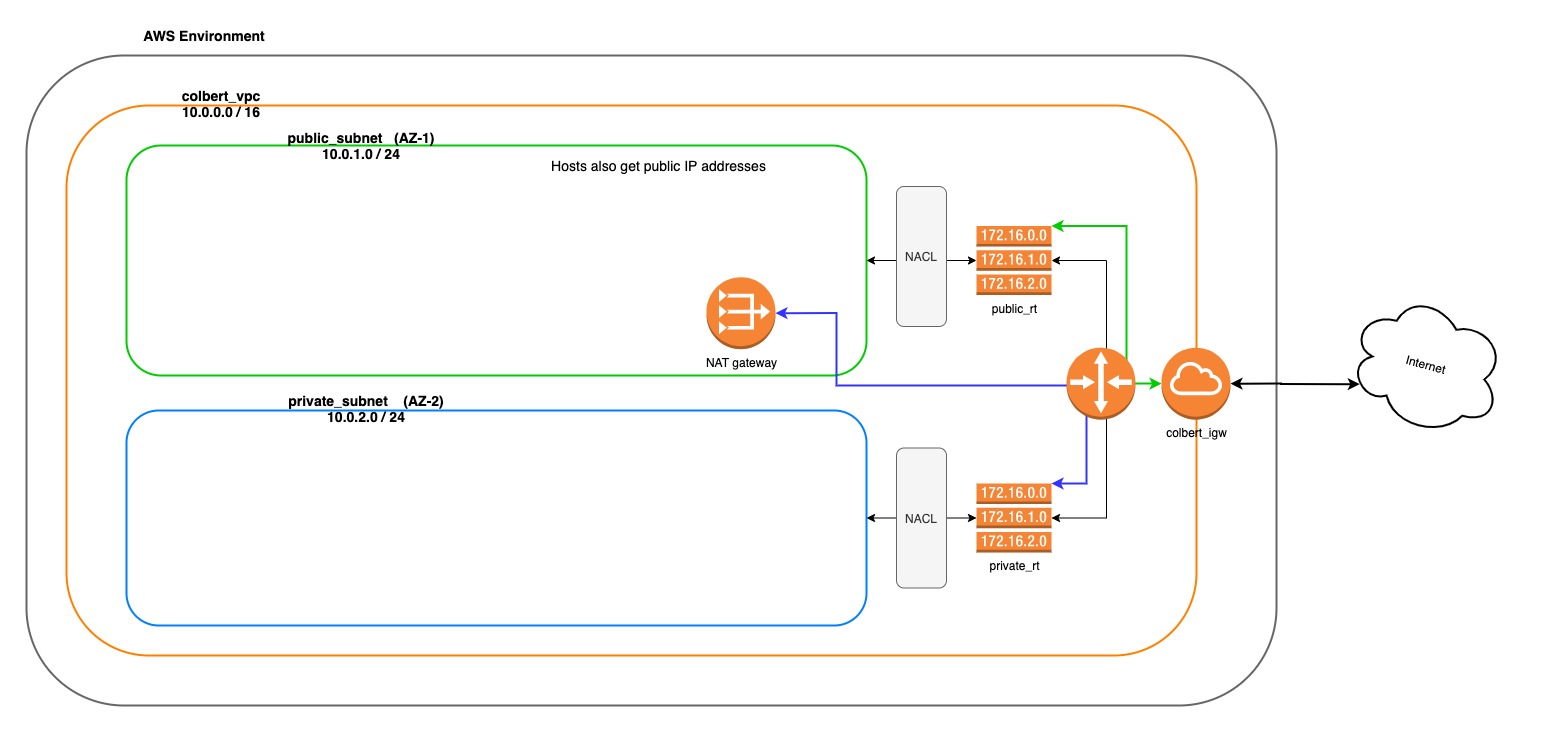 AWS Environment
colbert_vpc
10.0.0.0 / 16
public_subnet (AZ-1)
10.0.1.0 / 24
Hosts also get public IP addresses
NACL
172.16.0.0
172.16.1.0
172.16.2.0
public_rt
NAT gateway
Internet
colbert_igw
private_subnet (AZ-2)
10.0.2.0 / 24
NACL
172.16.0.0
172.16.1.0
172.16.2.0
private_rt